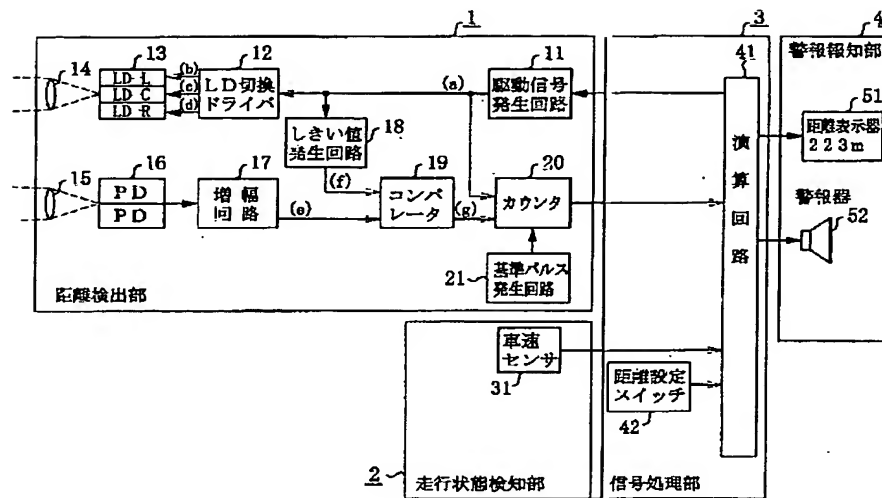 1
3
4
警報報知部
13
12
11
41
14
LD-L
LD-C
LD-R
(b)
(c)
(d)
LD切換
ドライバ
(a)
駆動信号
発生回路
51
距離表示器
223m
しきい値
発生回路
18
15
16
PD
PD
17
増幅
回路
(e)
(f)
19
コンパ
レータ
(g)
20
カウンタ
演算回路
警報器
52
21
基準パルス
発生回路
距離検出部
車速
センサ
31
距離設定
スイッチ
42
2
走行状態検知部
信号処理部